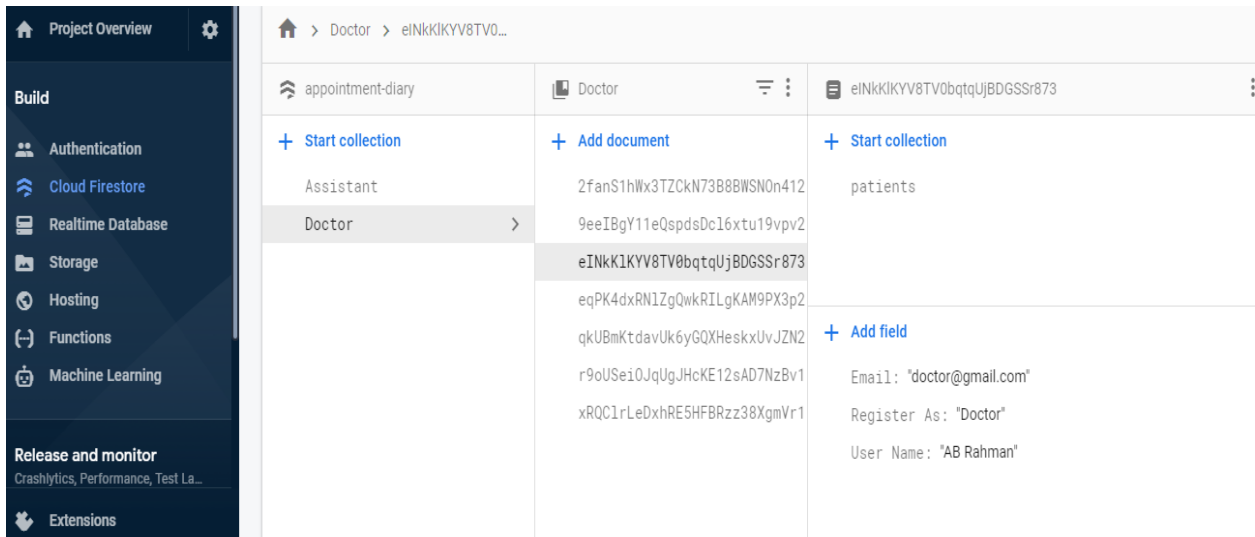 Project Overview
Build
Authentication
Cloud Firestore
Realtime Database
Storage
Hosting
Functions
Machine Learning
Release and monitor
Crashlytics, Performance, Test La...
Extensions
> Doctor > eINkKlKYV8TV0...
appointment-diary
+ Start collection
Assistant
Doctor >
Doctor
+ Add document
2fanS1hWx3TZCkN73B8BWSNOn412
9eeIBgY11eQspdsDcl6xtu19vpv2
eINkKlKYV8TV0bqtqUjBDGSSr873
eqPK4dxRNlZgQwkRILgKAM9PX3p2
qkUBmKtdavUk6yGQXHeskxUvJZN2
r9oUSeiOJqUgJHcKE12sAD7NzBv1
xRQClrLeDxhRE5HFBRzz38XgmVr1
eINkKlKYV8TV0bqtqUjBDGSSr873
+ Start collection
patients
+ Add field
Email: "doctor@gmail.com"
Register As: "Doctor"
User Name: "AB Rahman"